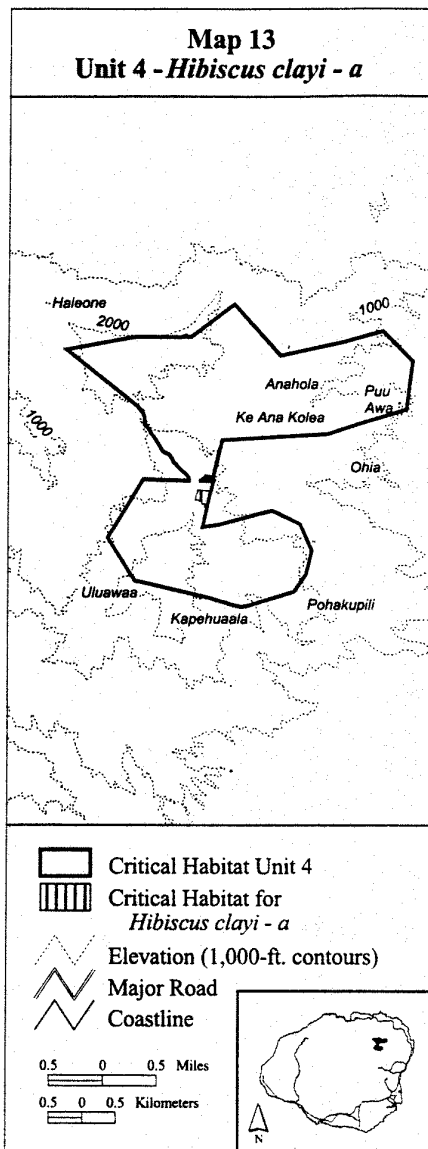 Map 13
Unit 4 - Hibiscus clayi - a
Haleone
2000
1000
Anahola
Puu
Awa
Ke Ana Kolea
1000
Ohia
Uluawaa
Kapehuaala
Pohakupili
Critical Habitat Unit 4
Critical Habitat for
Hibiscus clayi - a
Elevation (1,000-ft. contours)
Major Road
Coastline
0.5 0 0.5 Miles
0.5 0 0.5 Kilometers
N